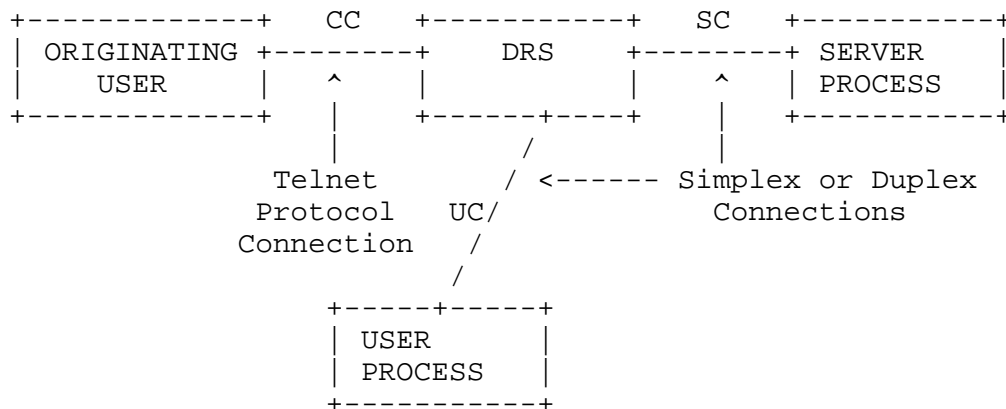 +-------------+   CC   +-----------+   SC   +-----------+
| ORIGINATING +--------+    DRS    +--------+ SERVER    |
|     USER    |    ^   |           |    ^   | PROCESS   |
+-------------+    |   +------+----+    |   +-----------+
                   |         /          |
                Telnet      / <------ Simplex or Duplex
               Protocol   UC/           Connections
              Connection   /
                          /
                   +-----+-----+
                   | USER      |
                   | PROCESS   |
                   +-----------+